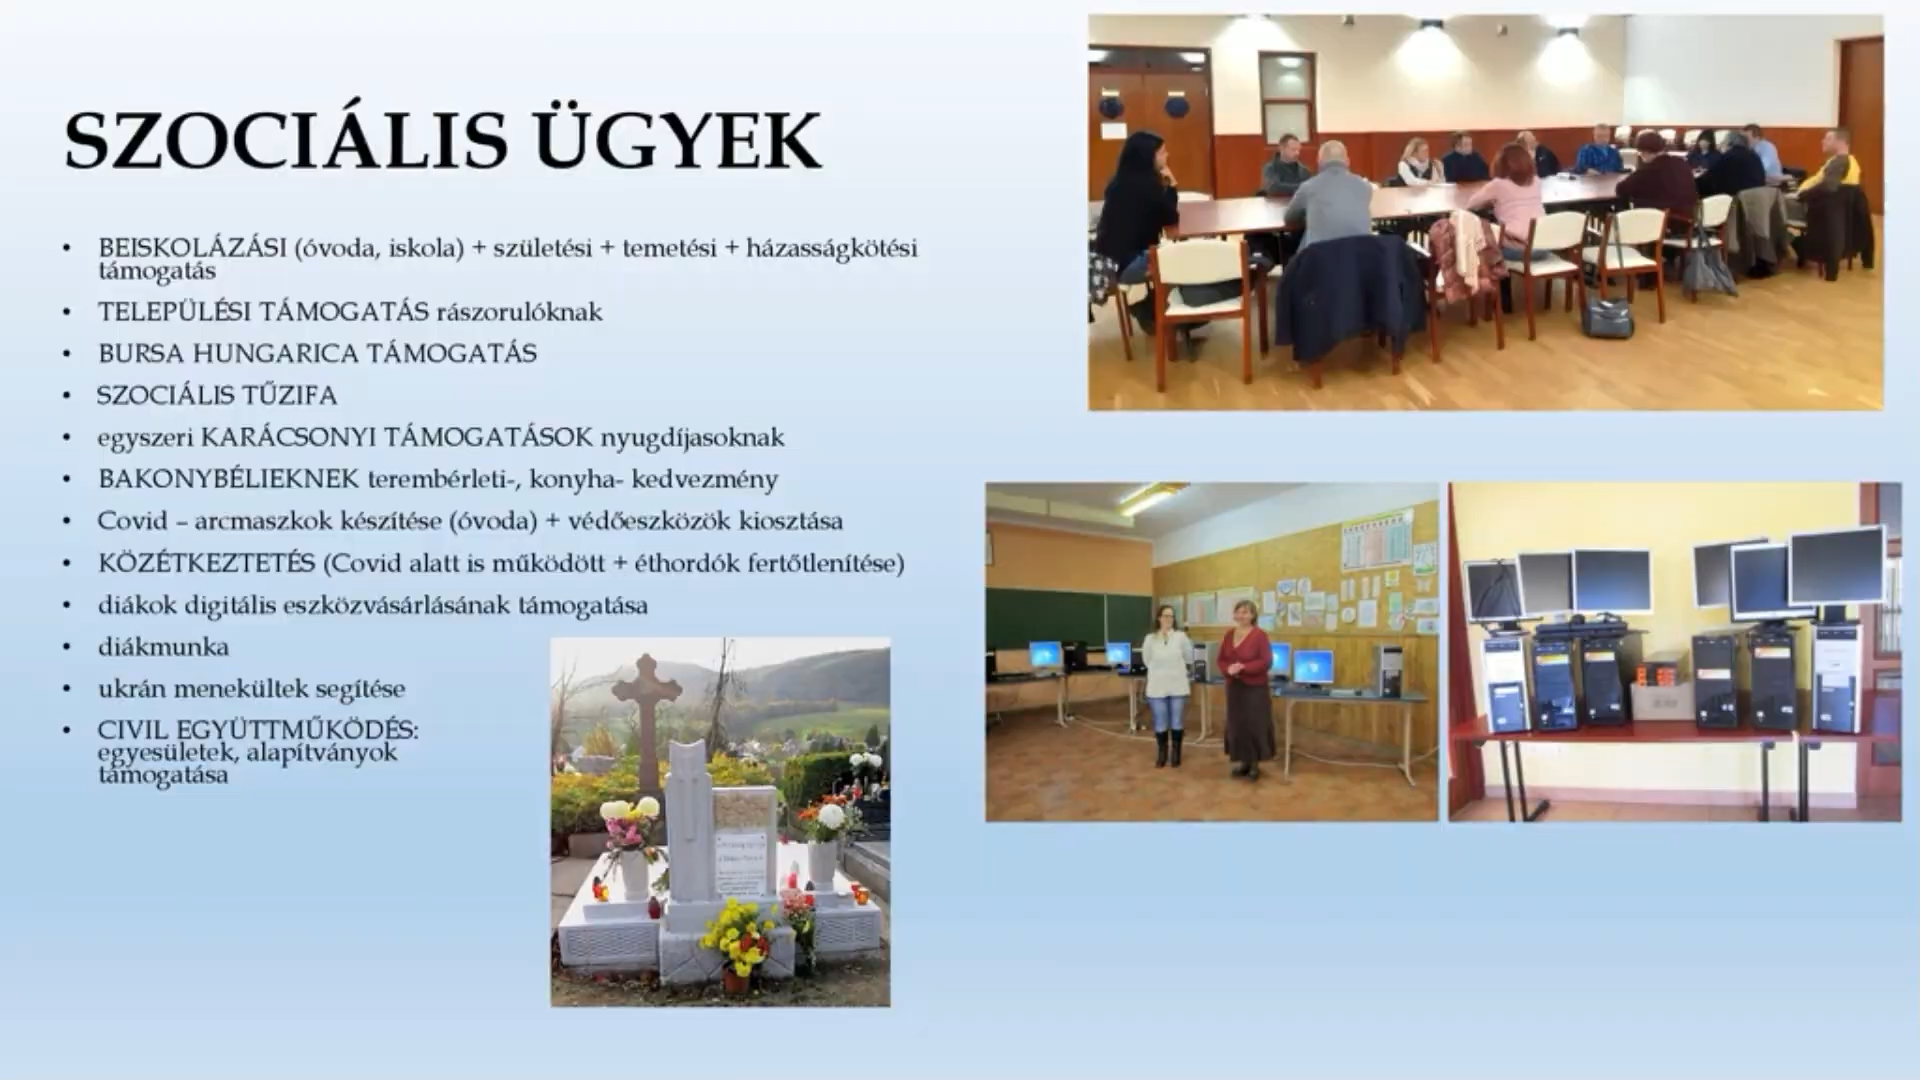 SZOCIÁLIS ÜGYEK
• BEISKOLÁZÁSI (óvoda, iskola) + születési + temetési + házasságkötési
támogatás
• TELEPÜLÉSI TÁMOGATÁS rászorulóknak
• BURSA HUNGARICA TÁMOGATÁS
• SZOCIÁLIS TŰZIFA
• egyszeri KARÁCSONYI TÁMOGATÁSOK nyugdíjasoknak
• BAKONYBÉLIEKNEK terembérleti-, konyha- kedvezmény
• Covid – arcmaszkok készítése (óvoda) + védőeszközök kiosztása
• KÖZÉTKEZTETÉS (Covid alatt is működött + éthordók fertőtlenítése)
• diákok digitális eszközvásárlásának támogatása
• diákmunka
• ukrán menekültek segítése
• CIVIL EGYÜTTMŰKÖDÉS:
egyesületek, alapítványok
támogatása